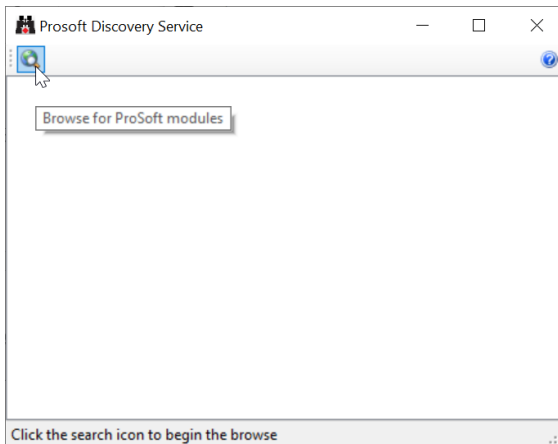 Prosoft Discovery Service
Browse for ProSoft modules
Click the search icon to begin the browse